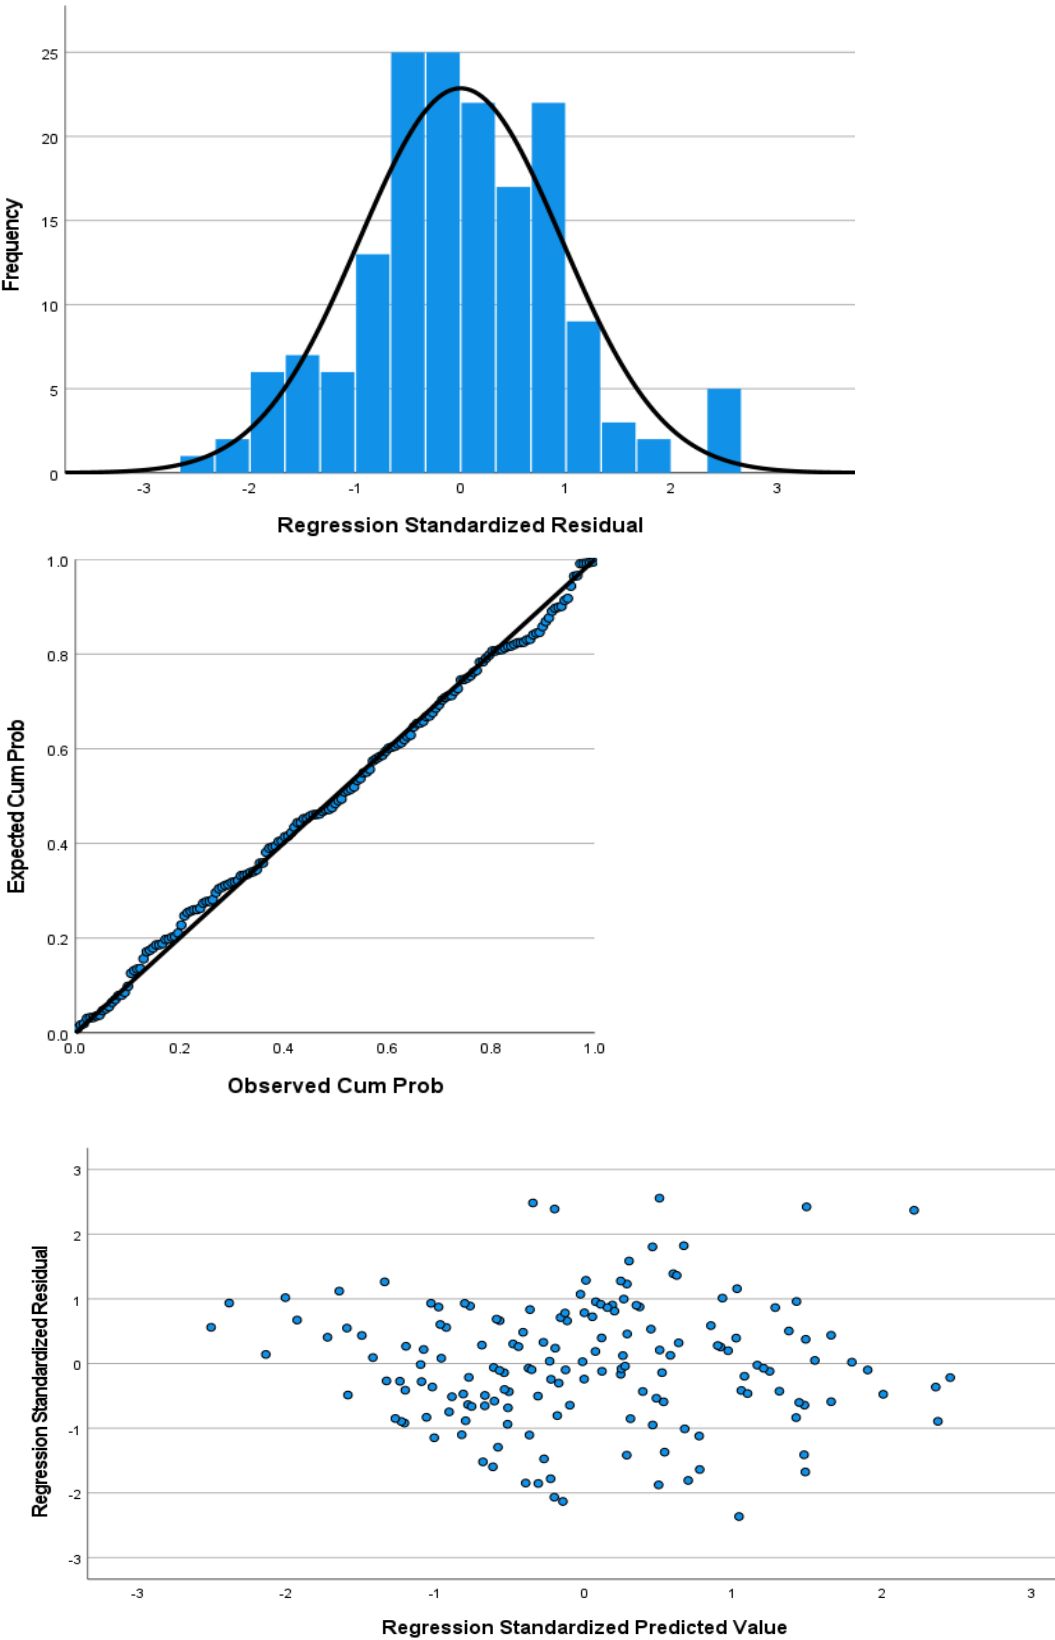 25
20
15
10
5
0
Frequency
-3 -2 -1 0 1 2 3
Regression Standardized Residual
1.0
0.8
0.6
0.4
0.2
0.0
Expected Cum Prob
0.0 0.2 0.4 0.6 0.8 1.0
Observed Cum Prob
3
2
1
0
-1
-2
-3
Regression Standardized Residual
-3 -2 -1 0 1 2 3
Regression Standardized Predicted Value